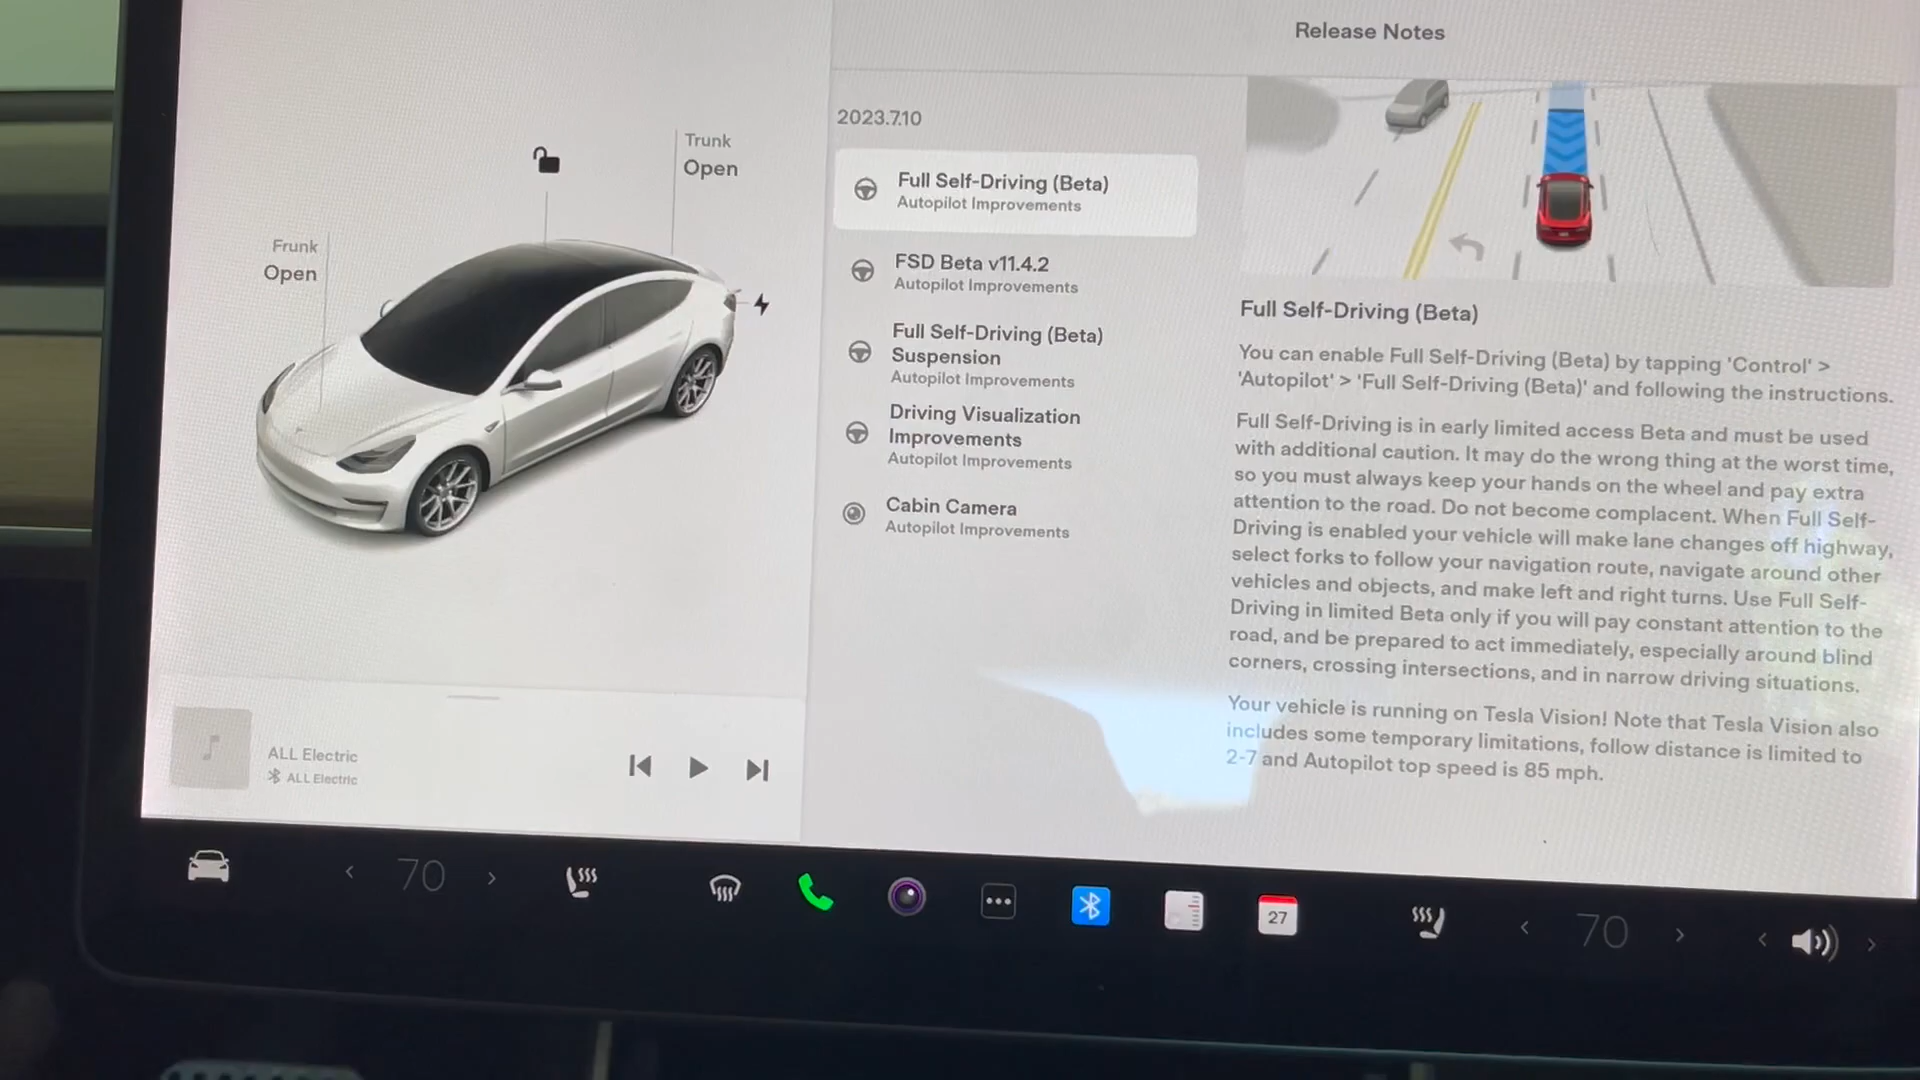 Release Notes
Trunk
Open
Frunk
Open
2023.7.10
Full Self-Driving (Beta)
Autopilot Improvements
FSD Beta v11.4.2
Autopilot Improvements
Full Self-Driving (Beta)
Suspension
Autopilot Improvements
Driving Visualization
Improvements
Autopilot Improvements
Cabin Camera
Autopilot Improvements
Full Self-Driving (Beta)
You can enable Full Self-Driving (Beta) by tapping 'Control' >
'Autopilot' > 'Full Self-Driving (Beta)' and following the instructions.
Full Self-Driving is in early limited access Beta and must be used
with additional caution. It may do the wrong thing at the worst time,
so you must always keep your hands on the wheel and pay extra
attention to the road. Do not become complacent. When Full Self-
Driving is enabled your vehicle will make lane changes off highway,
select forks to follow your navigation route, navigate around other
vehicles and objects, and make left and right turns. Use Full Self-
Driving in limited Beta only if you will pay constant attention to the
road, and be prepared to act immediately, especially around blind
corners, crossing intersections, and in narrow driving situations.
Your vehicle is running on Tesla Vision! Note that Tesla Vision also
includes some temporary limitations, follow distance is limited to
2-7 and Autopilot top speed is 85 mph.
ALL Electric
ALL Electric
70
27
70